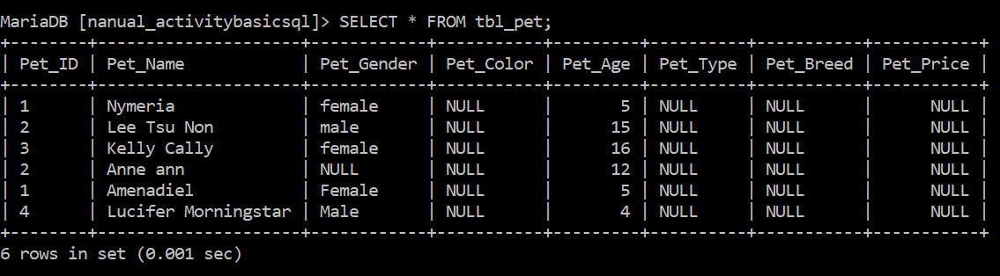 MariaDB [nanual_activitybasicsql]> SELECT * FROM tbl_pet;
+--------+---------------------+------------+-----------+---------+----------+-----------+-----------+
| Pet_ID | Pet_Name            | Pet_Gender | Pet_Color | Pet_Age | Pet_Type | Pet_Breed | Pet_Price |
+--------+---------------------+------------+-----------+---------+----------+-----------+-----------+
| 1      | Nymeria             | female     | NULL      |       5 | NULL     | NULL      |      NULL |
| 2      | Lee Tsu Non         | male       | NULL      |      15 | NULL     | NULL      |      NULL |
| 3      | Kelly Cally         | female     | NULL      |      16 | NULL     | NULL      |      NULL |
| 2      | Anne ann            | NULL       | NULL      |      12 | NULL     | NULL      |      NULL |
| 1      | Amenadiel           | Female     | NULL      |       5 | NULL     | NULL      |      NULL |
| 4      | Lucifer Morningstar | Male       | NULL      |       4 | NULL     | NULL      |      NULL |
+--------+---------------------+------------+-----------+---------+----------+-----------+-----------+
6 rows in set (0.001 sec)